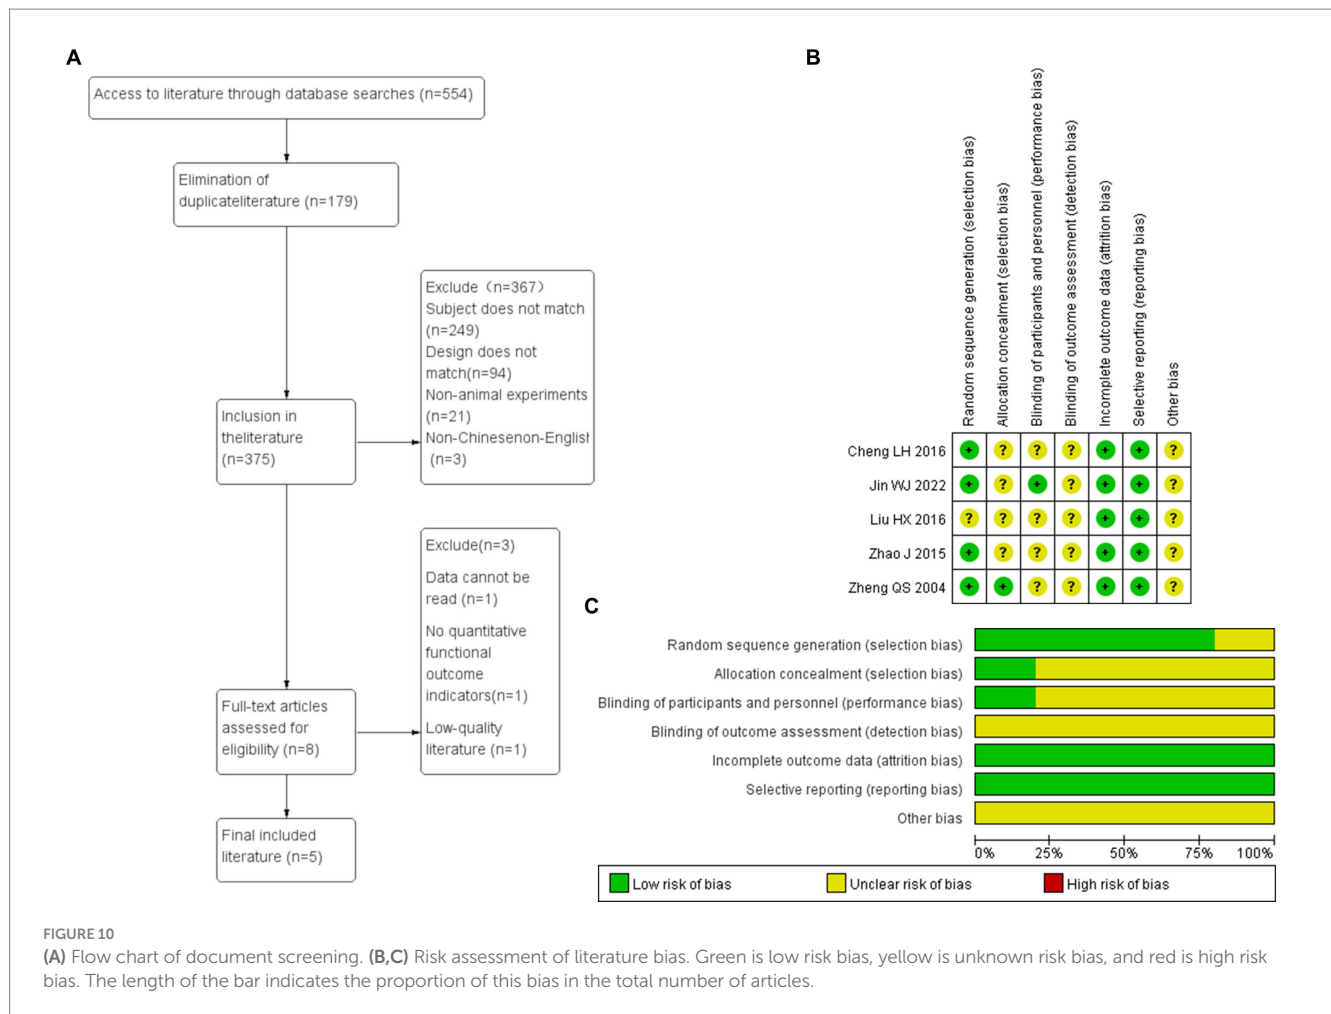 A
Access to literature through database searches (n=554)
Elimination of
duplicateliterature (n=179)
Exclude（n=367）
Subject does not match
(n=249)
Design does not
match(n=94)
Non-animal experiments
(n=21)
Non-Chinesenon-English
(n=3)
Inclusion in
theliterature
(n=375)
Exclude(n=3)
Data cannot be
read (n=1)
No quantitative
functional
outcome
indicators(n=1)
Low-quality
literature (n=1)
Full-text articles
assessed for
eligibility (n=8)
Final included
literature (n=5)
B
Random sequence generation (selection bias)
Allocation concealment (selection bias)
Blinding of participants and personnel (performance bias)
Blinding of outcome assessment (detection bias)
Incomplete outcome data (attrition bias)
Selective reporting (reporting bias)
Other bias
Cheng LH 2016 + ? ? ? + + ?
Jin WJ 2022 + ? + ? + + ?
Liu HX 2016 ? ? ? ? + + ?
Zhao J 2015 + ? ? ? + + ?
Zheng QS 2004 + + ? ? + + ?
C
Random sequence generation (selection bias)
Allocation concealment (selection bias)
Blinding of participants and personnel (performance bias)
Blinding of outcome assessment (detection bias)
Incomplete outcome data (attrition bias)
Selective reporting (reporting bias)
Other bias
0% 25% 50% 75% 100%
Low risk of bias Unclear risk of bias High risk of bias
FIGURE 10
(A) Flow chart of document screening. (B,C) Risk assessment of literature bias. Green is low risk bias, yellow is unknown risk bias, and red is high risk
bias. The length of the bar indicates the proportion of this bias in the total number of articles.